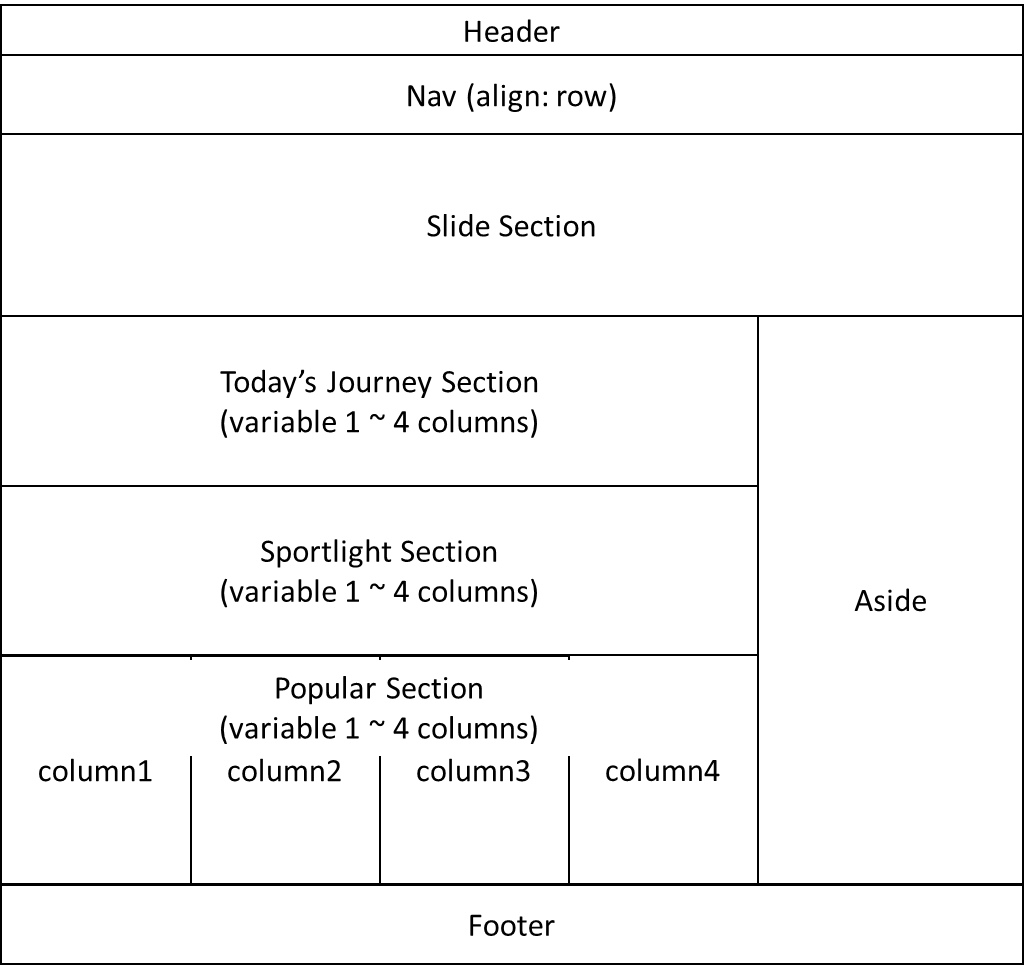 Header
Nav (align: row)
Slide Section
Today’s Journey Section
(variable 1 ~ 4 columns)
Sportlight Section
(variable 1 ~ 4 columns)
Aside
Popular Section
(variable 1 ~ 4 columns)
column1
column2
column3
column4
Footer